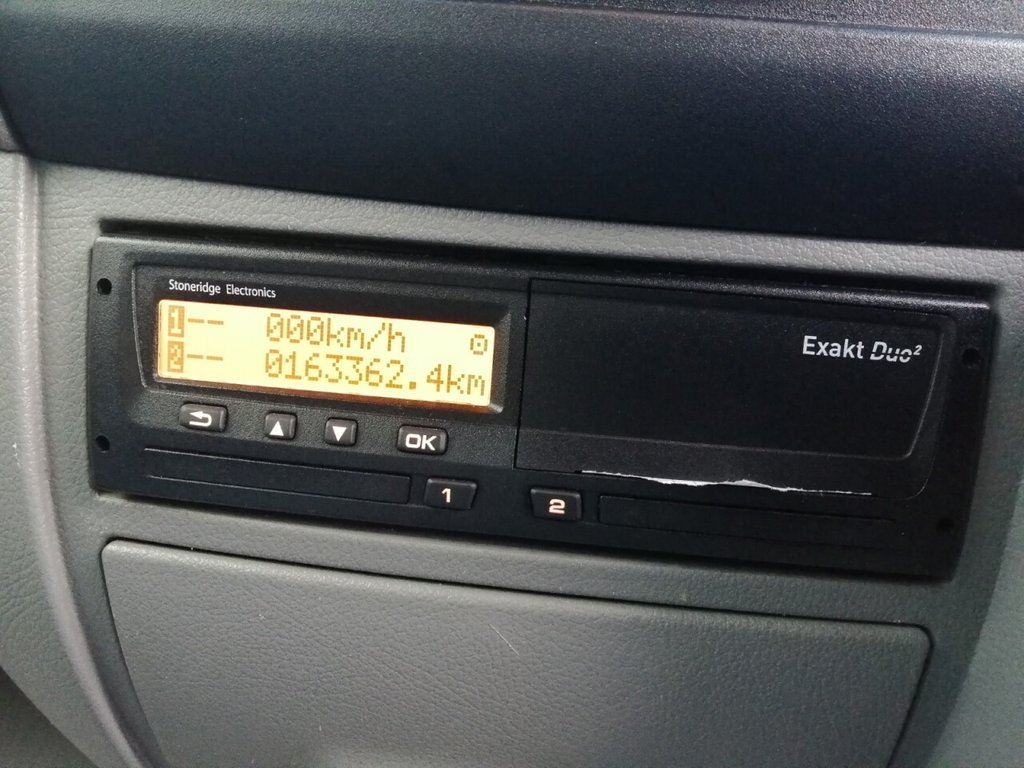 Stoneridge Electronics
1-- 000km/h
2-- 0163362.4km
Exakt Duo²
OK
1
2